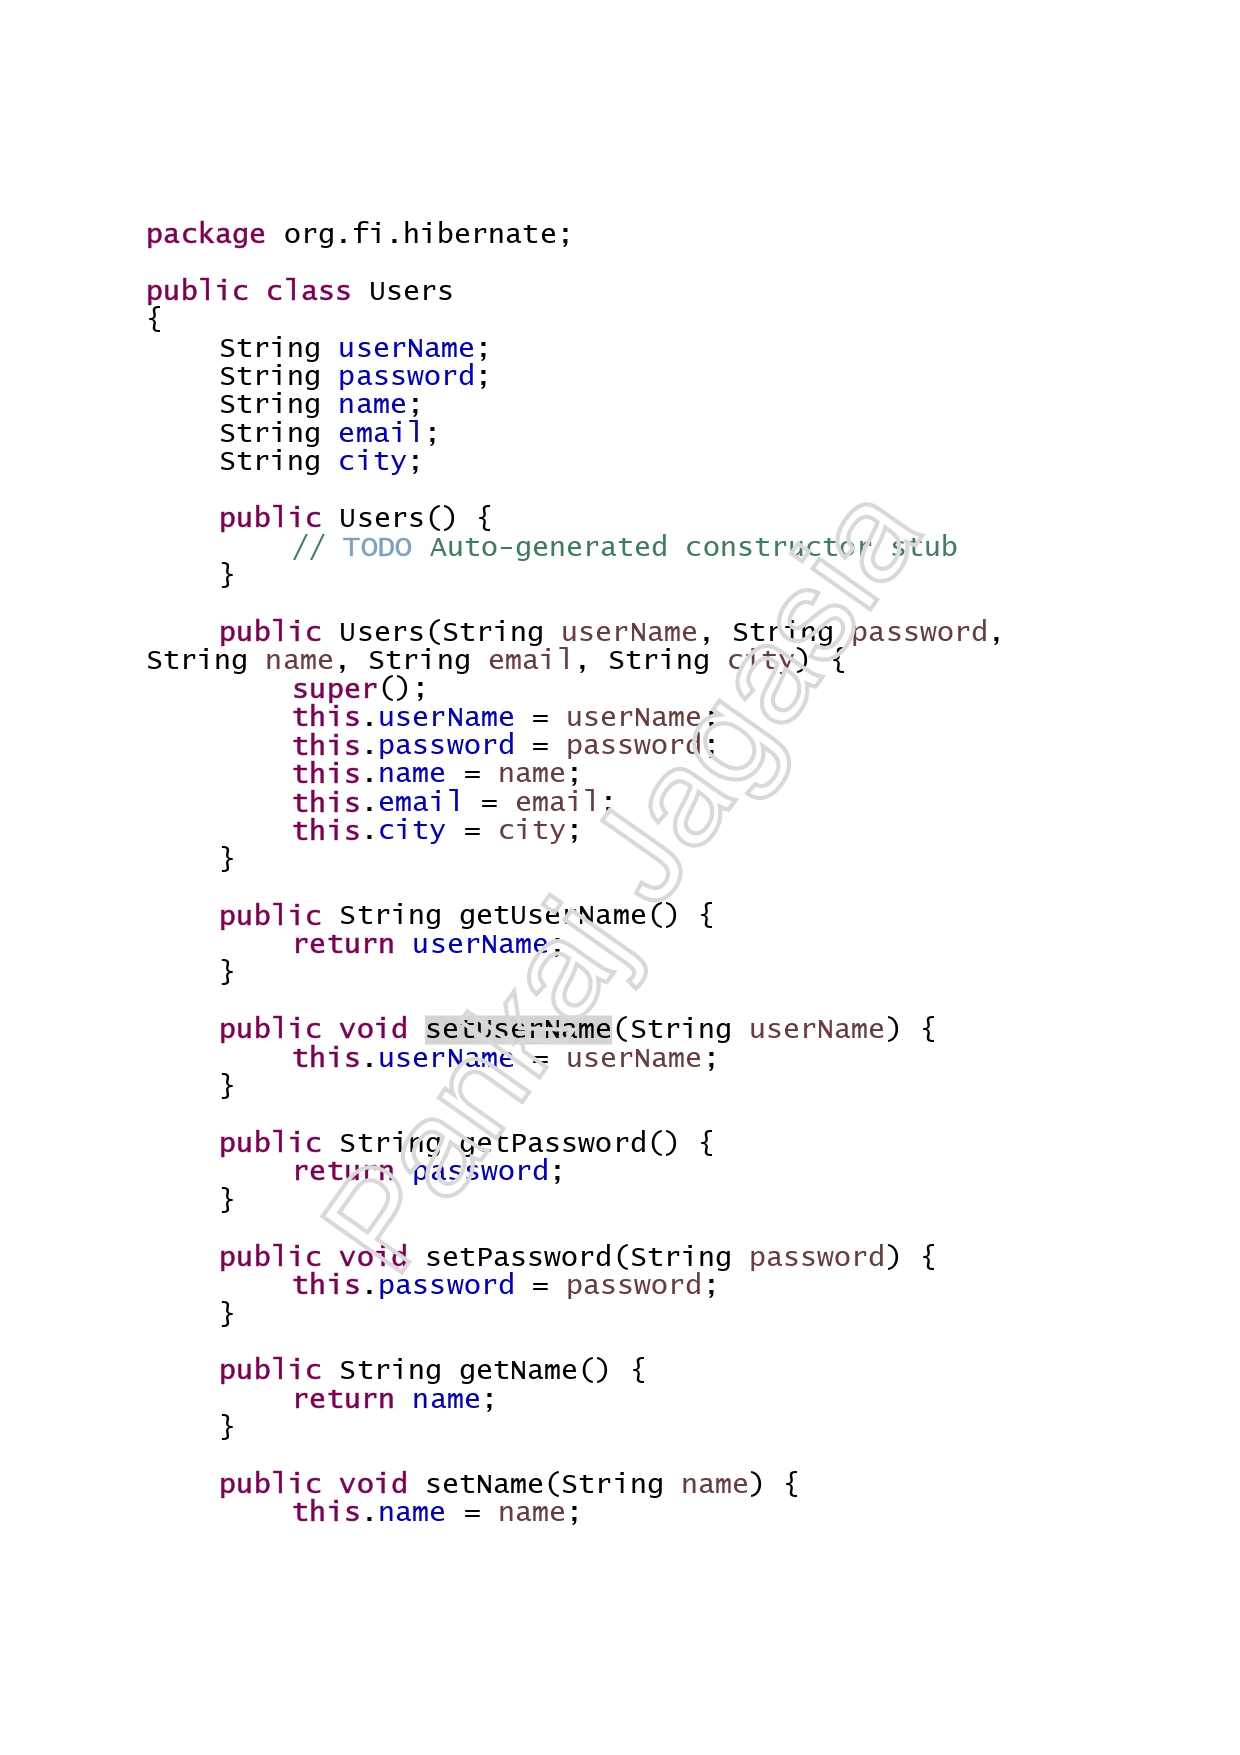 package org.fi.hibernate;
public class Users
{
String userName;
String password;
String name;
String email;
String city;
public Users() {
// TODO Auto-generated constructor stub
}
public Users(String userName, String password,
String name, String email, String city) {
super();
this.userName = userName;
this.password = password;
this.name = name;
this.email = email;
this.city = city;
}
public String getUserName() {
return userName;
}
public void setUserName(String userName) {
this.userName = userName;
}
public String getPassword() {
return password;
}
public void setPassword(String password) {
this.password = password;
}
public String getName() {
return name;
}
public void setName(String name) {
this.name = name;
Pankaj Jagasia